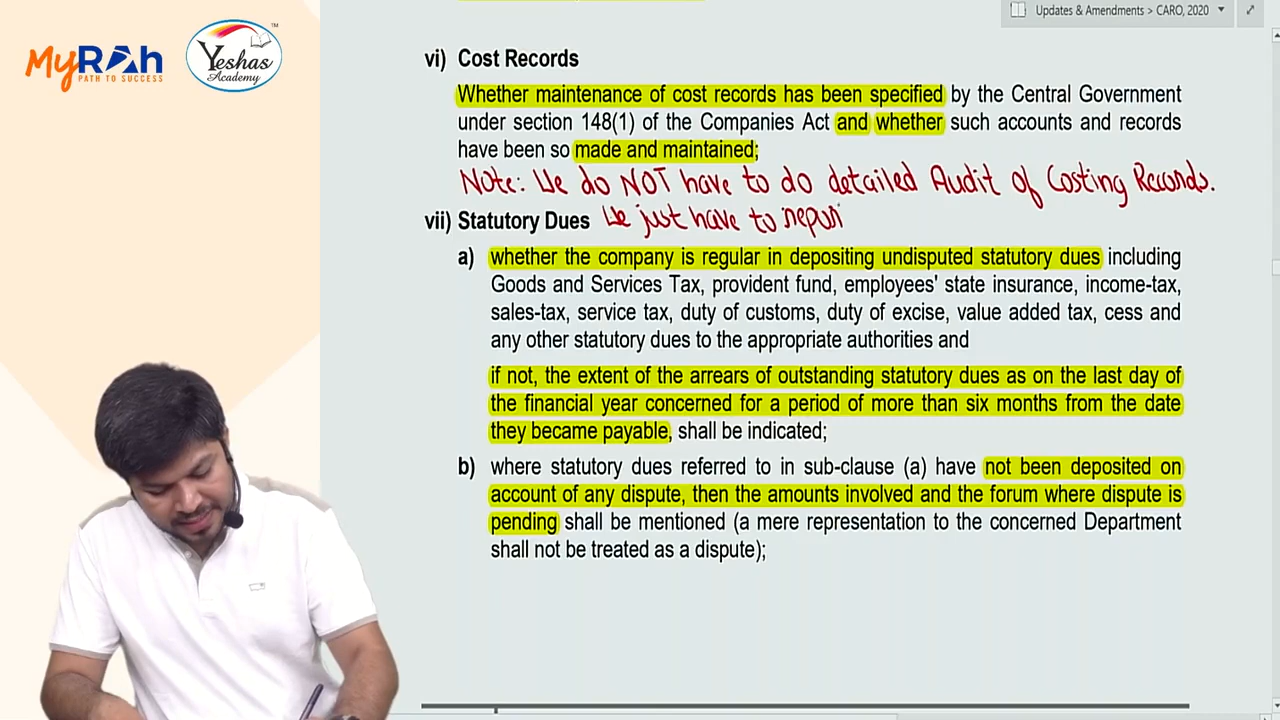 Updates & Amendments > CARO, 2020
MyRAh
PATH TO SUCCESS
Yeshas
Academy
TM
vi) Cost Records
Whether maintenance of cost records has been specified by the Central Government
under section 148(1) of the Companies Act and whether such accounts and records
have been so made and maintained;
Note: We do NOT have to do detailed Audit of Costing Records.
vii) Statutory Dues We just have to repor
a) whether the company is regular in depositing undisputed statutory dues including
Goods and Services Tax, provident fund, employees' state insurance, income-tax,
sales-tax, service tax, duty of customs, duty of excise, value added tax, cess and
any other statutory dues to the appropriate authorities and
if not, the extent of the arrears of outstanding statutory dues as on the last day of
the financial year concerned for a period of more than six months from the date
they became payable, shall be indicated;
b) where statutory dues referred to in sub-clause (a) have not been deposited on
account of any dispute, then the amounts involved and the forum where dispute is
pending shall be mentioned (a mere representation to the concerned Department
shall not be treated as a dispute);